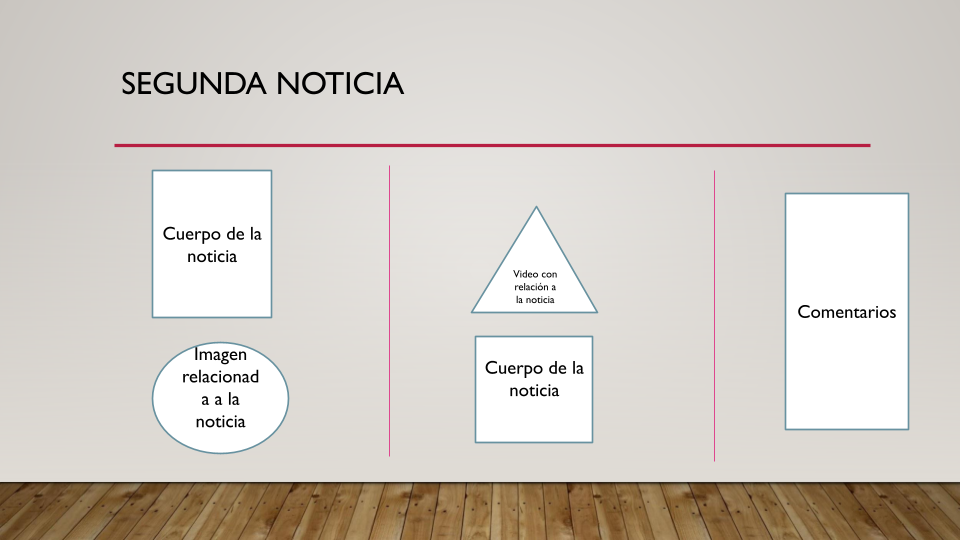 SEGUNDA NOTICIA
Cuerpo de la
noticia
Imagen
relacionad
a a la
noticia
Video con
relación a
la noticia
Cuerpo de la
noticia
Comentarios